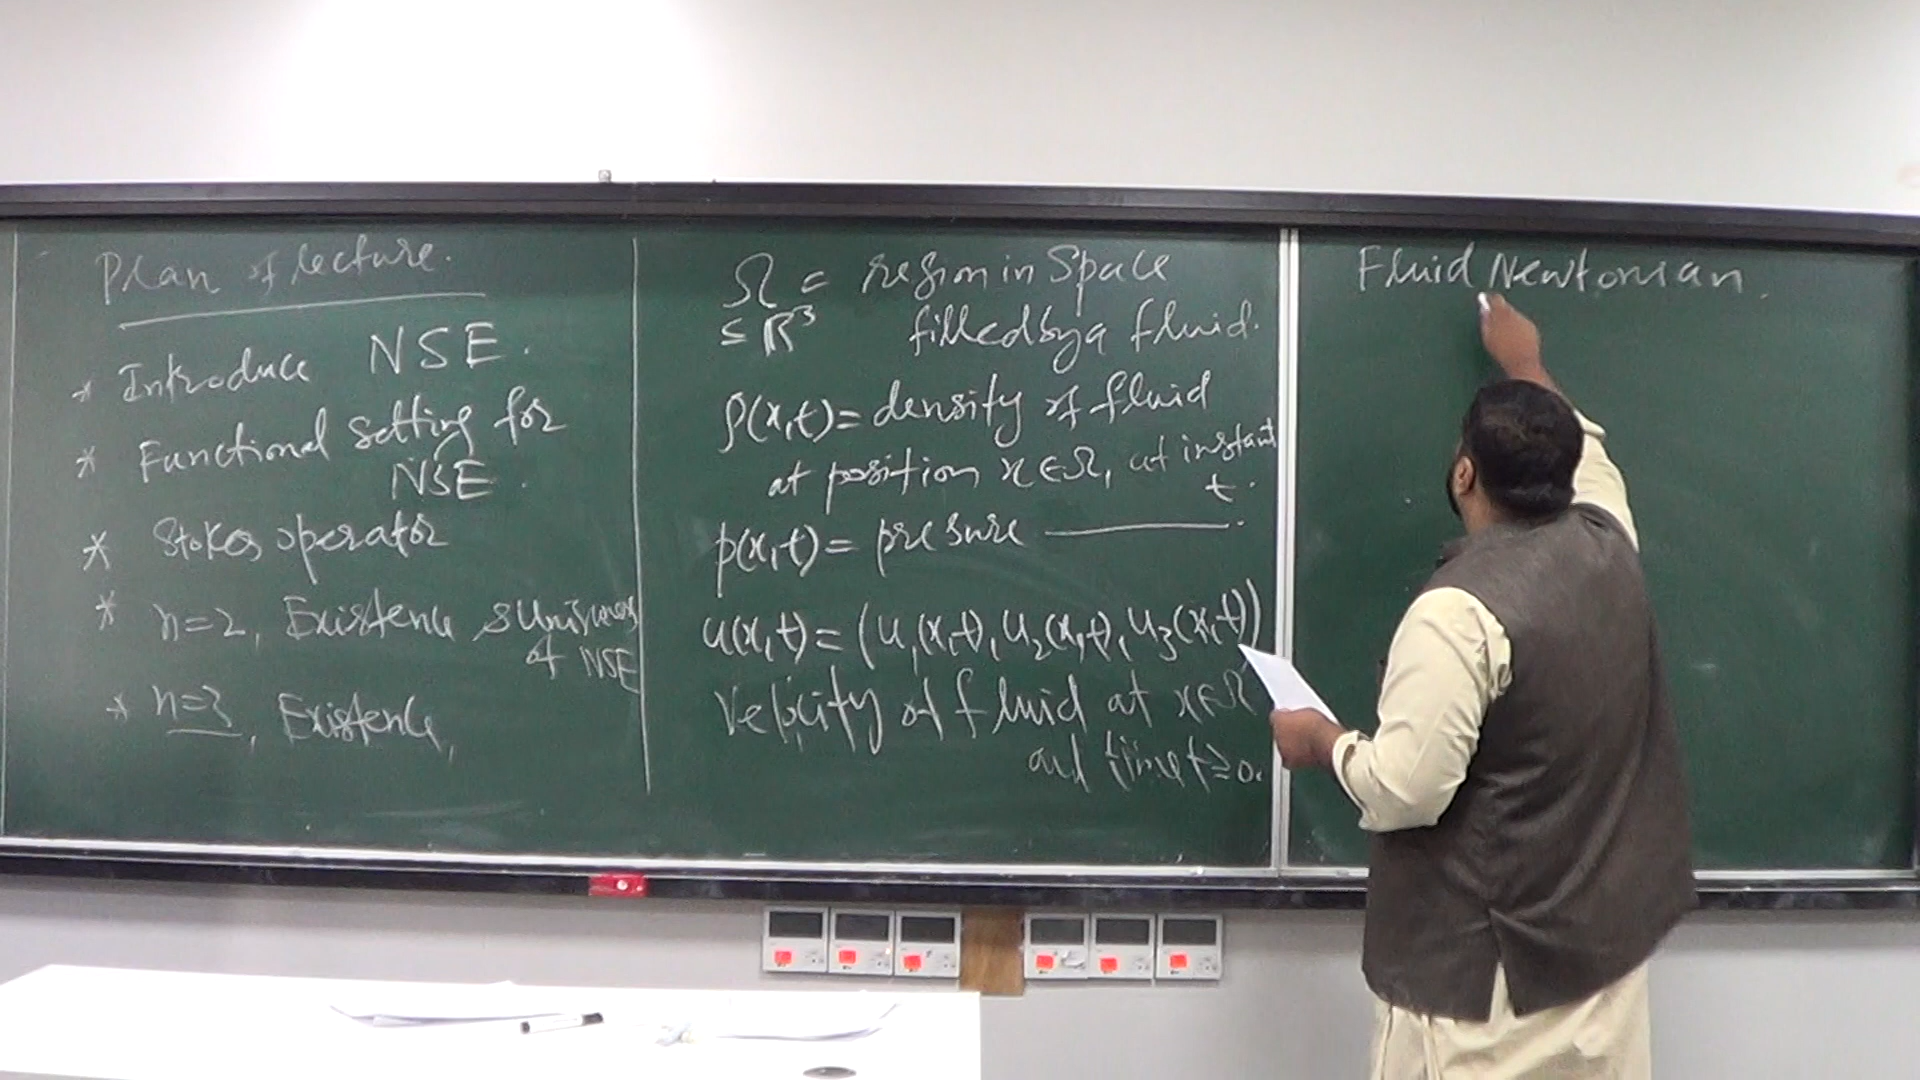 Plan of lecture.
* Introduce NSE.
* Functional setting for
NSE.
* Stokes operator
* n=2, Existence &
of NSE
* n=3, Existence,
Ω = region in Space
⊆ ℝ³ filled by a fluid.
ρ(x,t) = density of fluid
at position x∈Ω, at instant
t.
p(x,t) = presure ———.
u(x,t) = (u₁(x,t), u₂(x,t), u₃(x,t))
Velocity of fluid at x∈Ω
and time t≥0.
Fluid Newtonian.